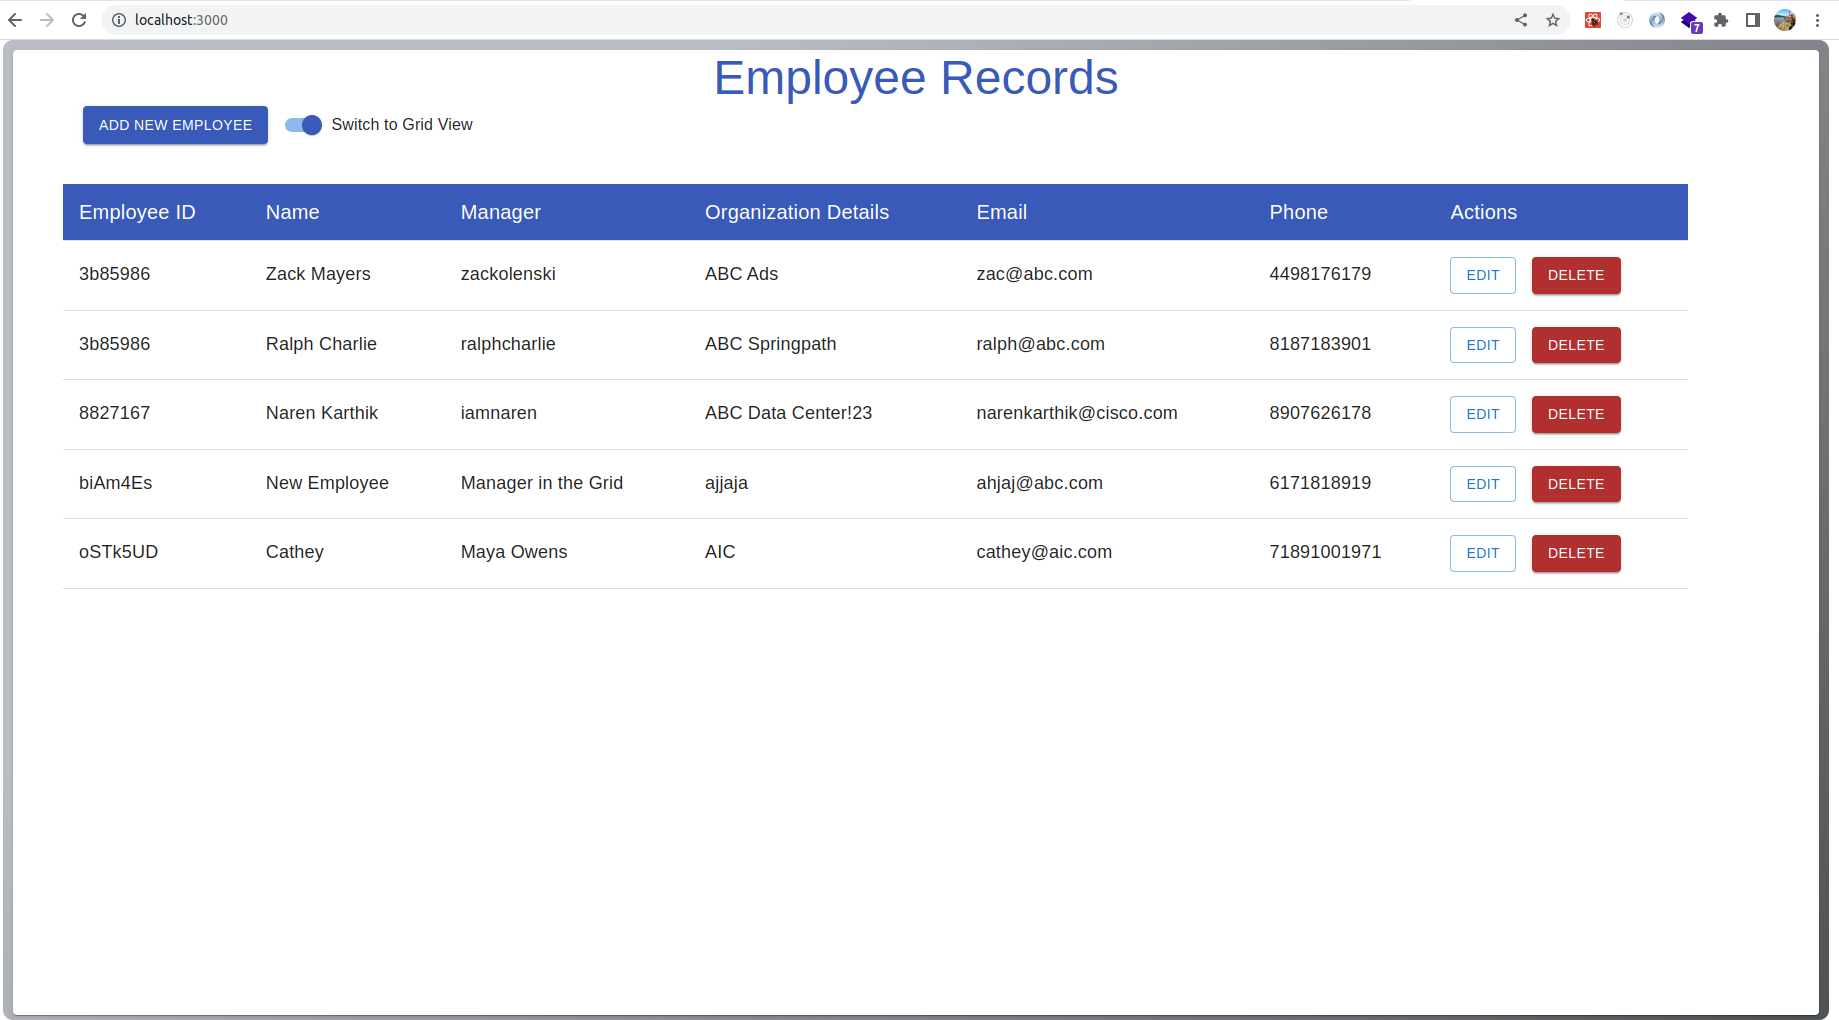 localhost:3000
7
Employee Records
ADD NEW EMPLOYEE Switch to Grid View
Employee ID Name Manager Organization Details Email Phone Actions
3b85986 Zack Mayers zackolenski ABC Ads zac@abc.com 4498176179 EDIT DELETE
3b85986 Ralph Charlie ralphcharlie ABC Springpath ralph@abc.com 8187183901 EDIT DELETE
8827167 Naren Karthik iamnaren ABC Data Center!23 narenkarthik@cisco.com 8907626178 EDIT DELETE
biAm4Es New Employee Manager in the Grid ajjaja ahjaj@abc.com 6171818919 EDIT DELETE
oSTk5UD Cathey Maya Owens AIC cathey@aic.com 71891001971 EDIT DELETE